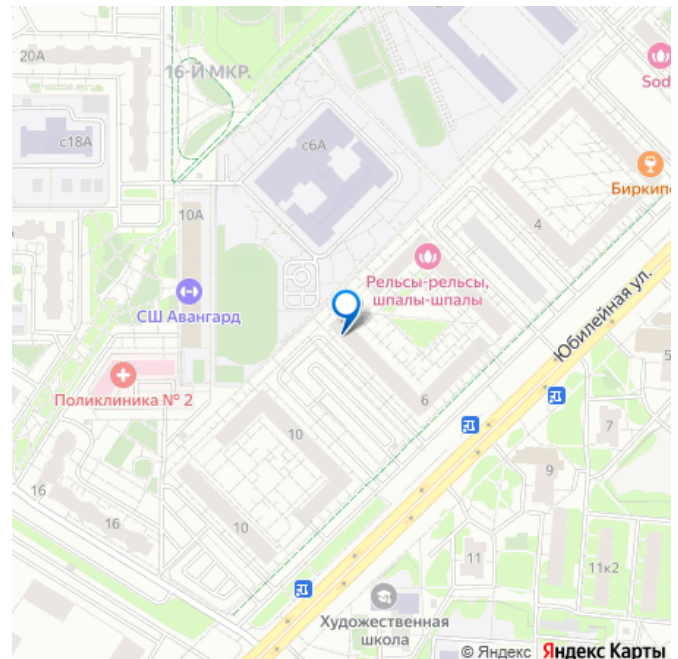 20А
16-Й МКР.
Sod
с18А
с6А
Биркипе
10А
4
Рельсы-рельсы,
шпалы-шпалы
СШ Авангард
Юбилейная ул.
5
Поликлиника № 2
6
10
7
9
16
16
10
11
11к2
Художественная
школа
© Яндекс Яндекс Карты